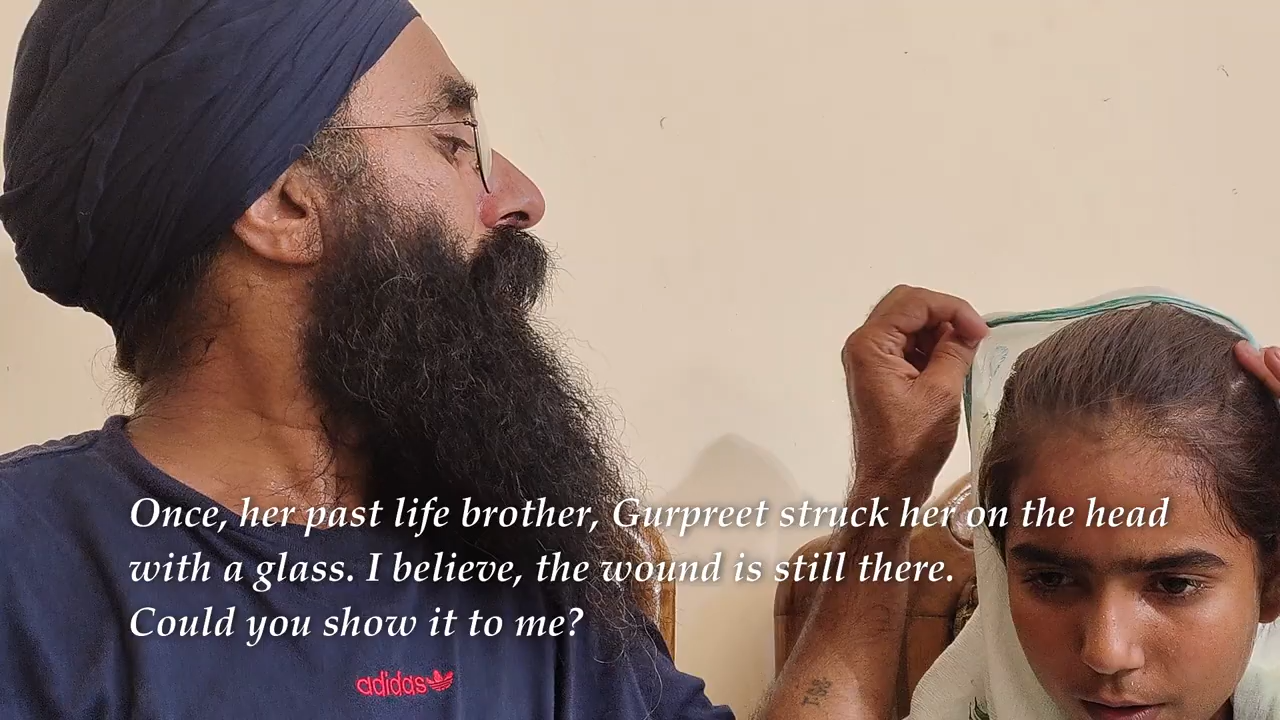 Once, her past life brother, Gurpreet struck her on the head
with a glass. I believe, the wound is still there.
Could you show it to me?
adidas